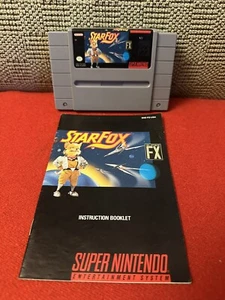 STARFOX
FX
STARFOX
FX
INSTRUCTION BOOKLET
SUPER NINTENDO
ENTERTAINMENT SYSTEM